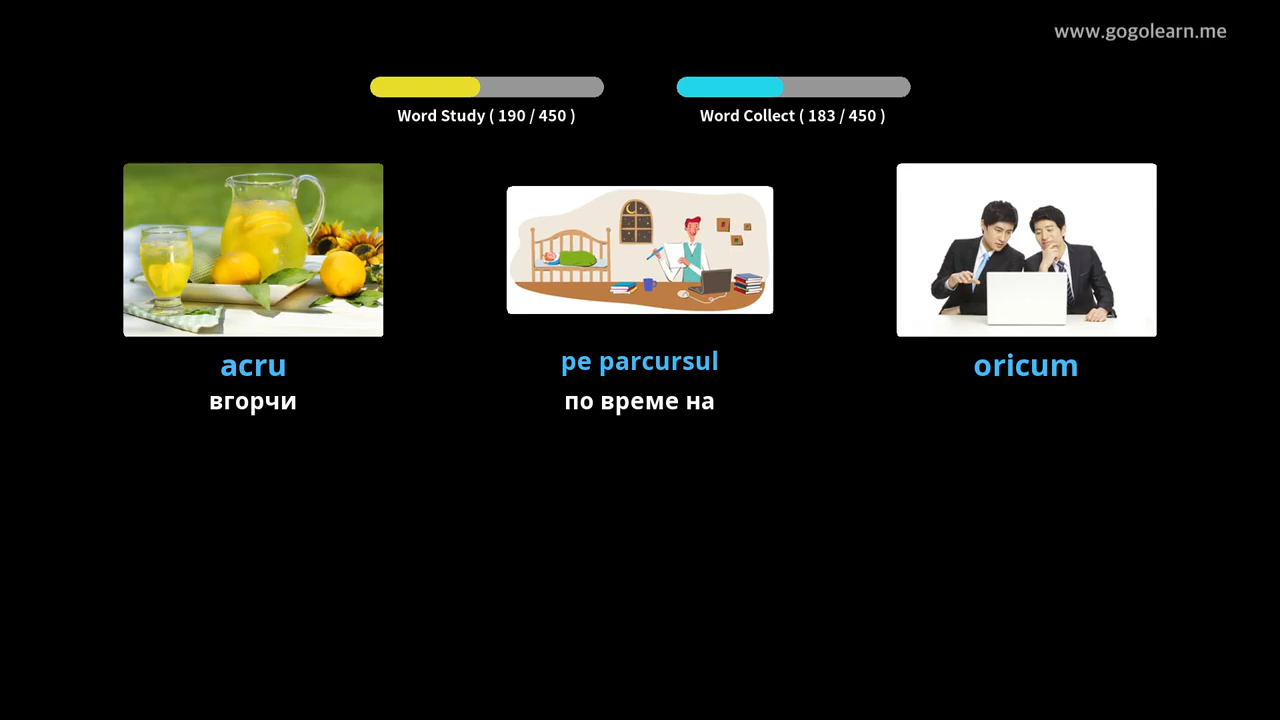 www.gogolearn.me
Word Study ( 190 / 450 )
Word Collect ( 183 / 450 )
acru
вгорчи
pe parcursul
по време на
oricum